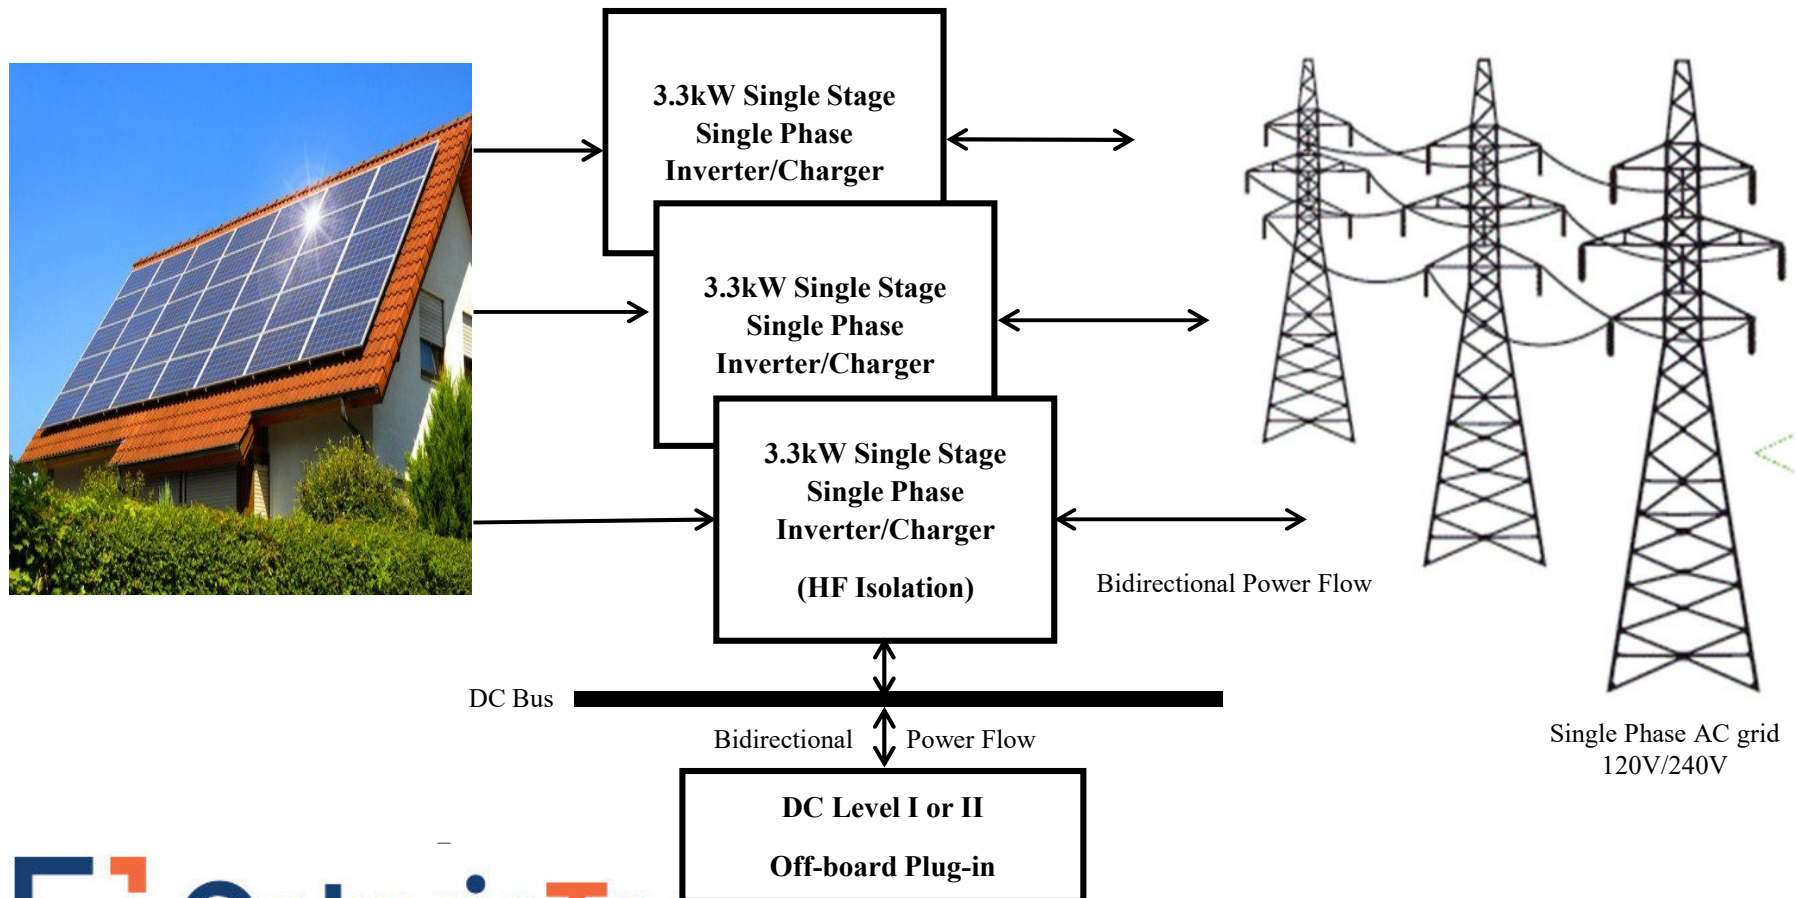 3.3kW Single Stage
Single Phase
Inverter/Charger
3.3kW Single Stage
Single Phase
Inverter/Charger
3.3kW Single Stage
Single Phase
Inverter/Charger
(HF Isolation)
Bidirectional Power Flow
DC Bus
Bidirectional Power Flow
Single Phase AC grid
120V/240V
DC Level I or II
Off-board Plug-in